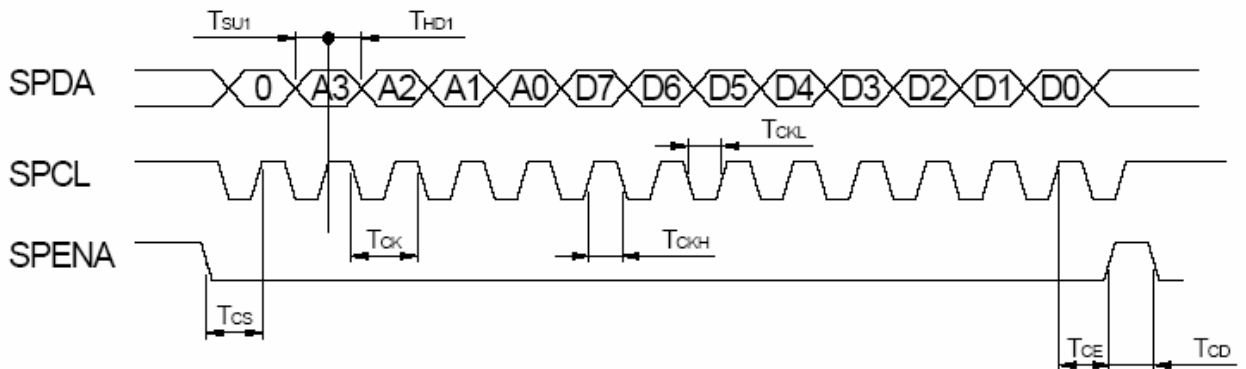 TSU1 THD1
SPDA 0 A3 A2 A1 A0 D7 D6 D5 D4 D3 D2 D1 D0
TCKL
SPCL
TCK TCKH
SPENA
TCS
TCE TCD